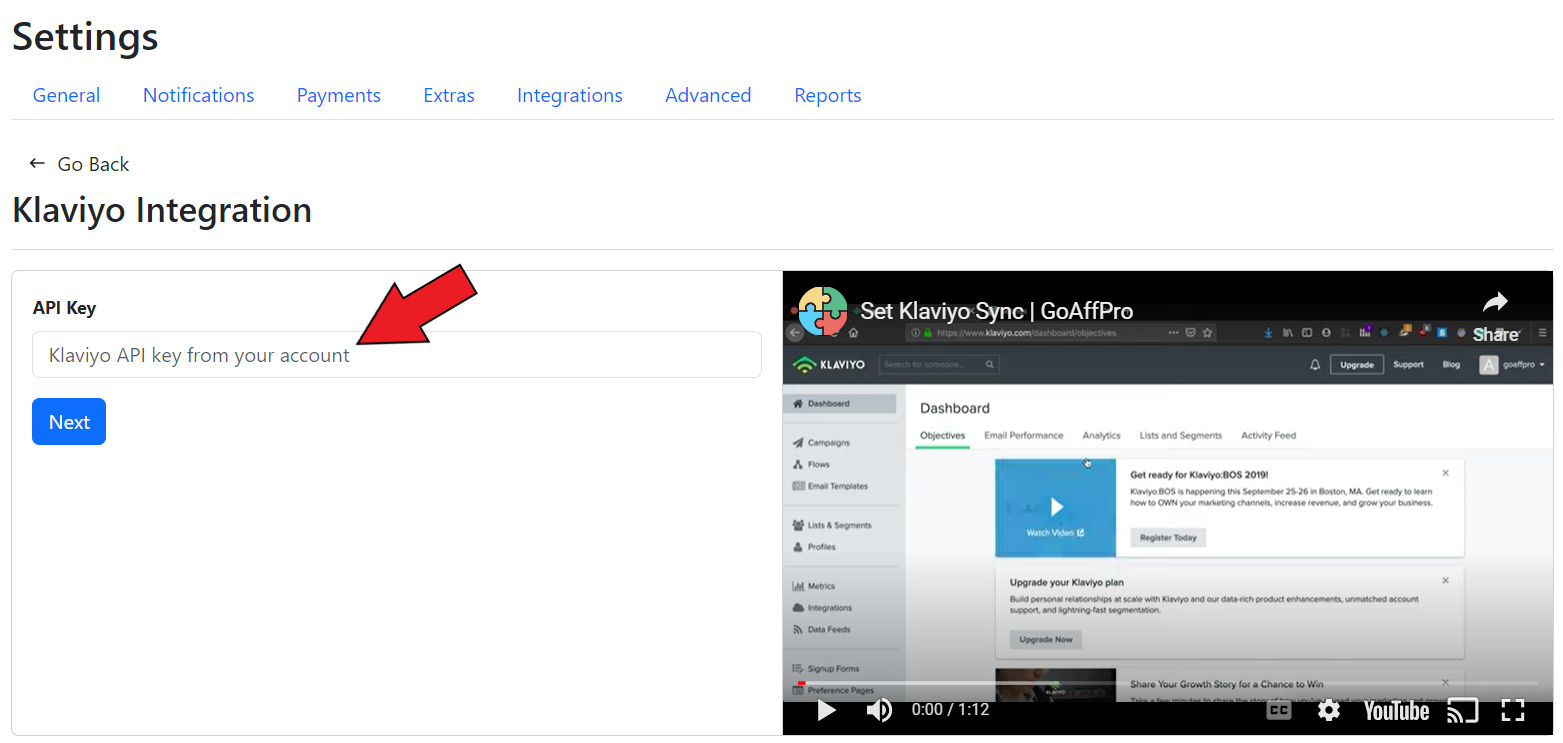 Settings
General Notifications Payments Extras Integrations Advanced Reports
← Go Back
Klaviyo Integration
API Key
Klaviyo API key from your account
Next
Set Klaviyo Sync | GoAffPro
Share
https://www.klaviyo.com/dashboard/objectives
KLAVIYO
Search for someone...
Upgrade
Support
Blog
A
goaffpro
Dashboard
Campaigns
Flows
Email Templates
Lists & Segments
Profiles
Metrics
Integrations
Data Feeds
Signup Forms
Preference Pages
Dashboard
Objectives Email Performance Analytics Lists and Segments Activity Feed
Watch Video
Get ready for Klaviyo:BOS 2019!
Klaviyo:BOS is happening this September 25-26 in Boston, MA. Get ready to learn
how to OWN your marketing channels, increase revenue, and grow your business.
Register Today
Upgrade your Klaviyo plan
Build personal relationships at scale with Klaviyo and our data-rich product enhancements, unmatched account
support, and lightning-fast segmentation.
Upgrade Now
KLAVIYO
Share Your Growth Story for a Chance to Win
Take a few minutes to share the story of how
0:00 / 1:12
CC
YouTube